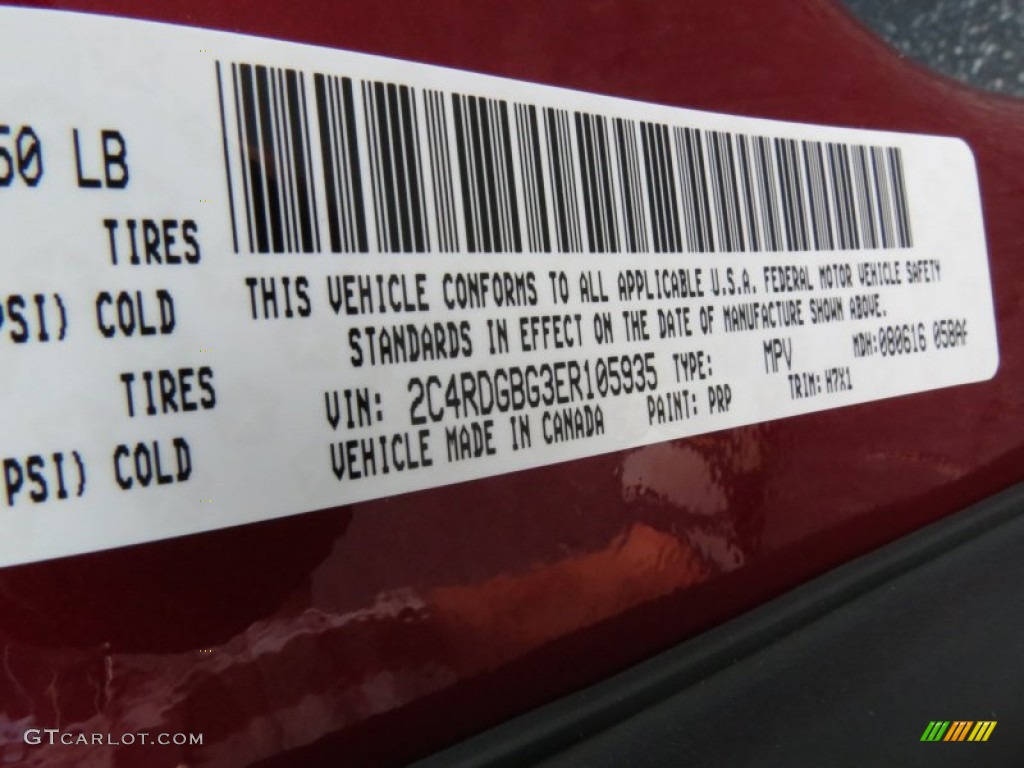 50 LB
TIRES
PSI) COLD
TIRES
PSI) COLD
THIS VEHICLE CONFORMS TO ALL APPLICABLE U.S.A. FEDERAL MOTOR VEHICLE SAFETY
STANDARDS IN EFFECT ON THE DATE OF MANUFACTURE SHOWN ABOVE.
VIN: 2C4RDGBG3ER105935 TYPE: MPV MDH:080616 05BAF
VEHICLE MADE IN CANADA PAINT: PRP TRIM: H7X1
GTCARLOT.COM